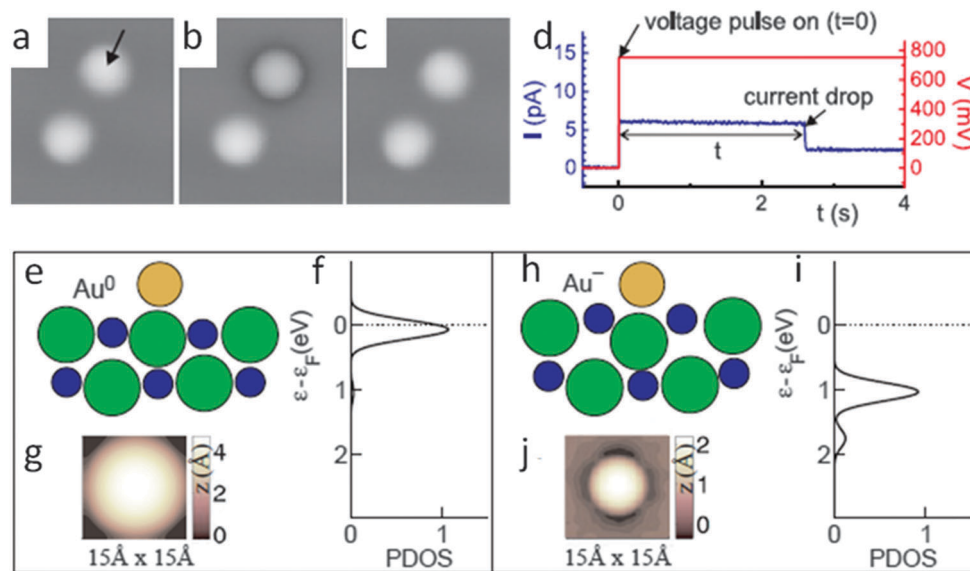 a
b
c
d
voltage pulse on (t=0)
current drop
t
I (pA)
15
10
5
0
V (mV)
800
600
400
200
0
0
2
4
t (s)
e
Au⁰
f
ε-ε_F(eV)
0
1
2
0
1
PDOS
g
z (Å)
4
2
0
15Å x 15Å
h
Au⁻
i
ε-ε_F(eV)
0
1
2
0
1
PDOS
j
z (Å)
2
1
0
15Å x 15Å